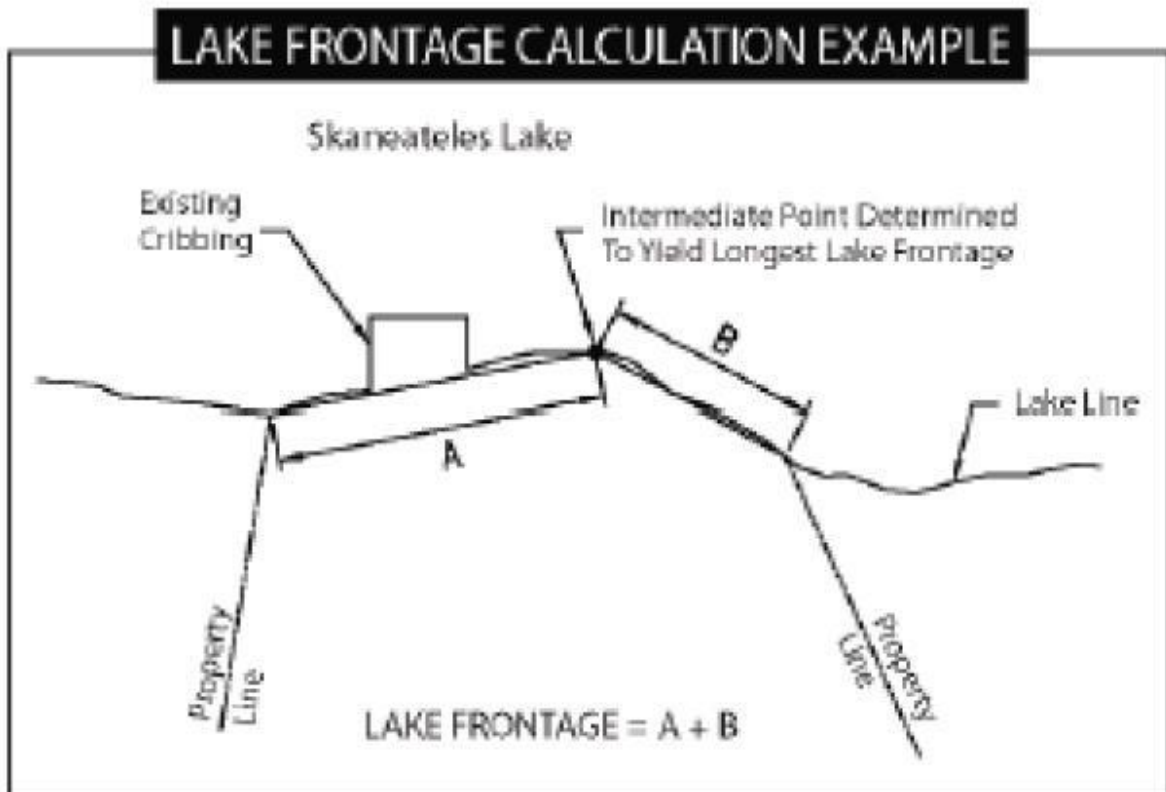 LAKE FRONTAGE CALCULATION EXAMPLE
Skaneateles Lake
Existing
Cribbing
Intermediate Point Determined
To Yield Longest Lake Frontage
B
A
Lake Line
Property
Line
Property
Line
LAKE FRONTAGE = A + B